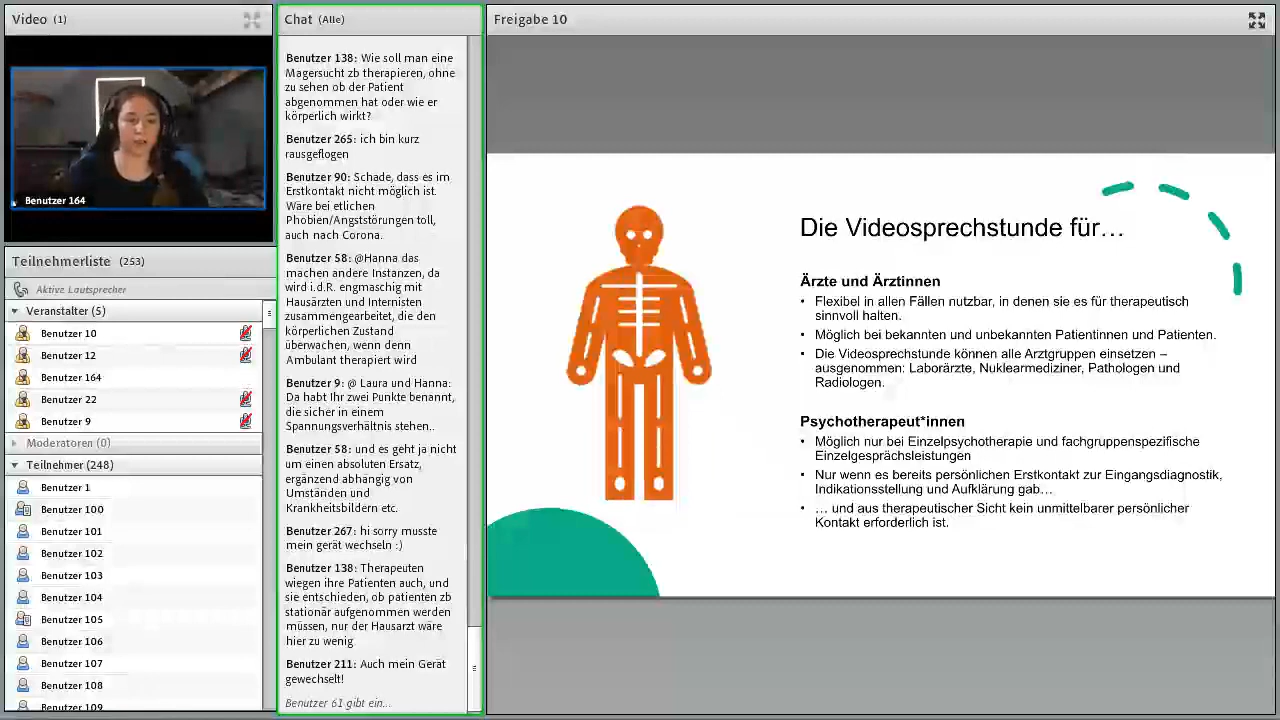 Video (1)
Benutzer 164
Teilnehmerliste (253)
Aktive Lautsprecher
Veranstalter (5)
Benutzer 10
Benutzer 12
Benutzer 164
Benutzer 22
Benutzer 9
Moderatoren (0)
Teilnehmer (248)
Benutzer 1
Benutzer 100
Benutzer 101
Benutzer 102
Benutzer 103
Benutzer 104
Benutzer 105
Benutzer 106
Benutzer 107
Benutzer 108
Benutzer 109
Chat (Alle)
Benutzer 138: Wie soll man eine
Magersucht zb therapieren, ohne
zu sehen ob der Patient
abgenommen hat oder wie er
körperlich wirkt?
Benutzer 265: ich bin kurz
rausgeflogen
Benutzer 90: Schade, dass es im
Erstkontakt nicht möglich ist.
Wäre bei etlichen
Phobien/Angststörungen toll,
auch nach Corona.
Benutzer 58: @Hanna das
machen andere Instanzen, da
wird i.d.R. engmaschig mit
Hausärzten und Internisten
zusammengearbeitet, die den
körperlichen Zustand
überwachen, wenn denn
Ambulant therapiert wird
Benutzer 9: @ Laura und Hanna:
Da habt Ihr zwei Punkte benannt,
die sicher in einem
Spannungsverhältnis stehen..
Benutzer 58: und es geht ja nicht
um einen absoluten Ersatz,
ergänzend abhängig von
Umständen und
Krankheitsbildern etc.
Benutzer 267: hi sorry musste
mein gerät wechseln :)
Benutzer 138: Therapeuten
wiegen ihre Patienten auch, und
sie entschieden, ob patienten zb
stationär aufgenommen werden
müssen, nur der Hausarzt wäre
hier zu wenig
Benutzer 211: Auch mein Gerät
gewechselt!
Benutzer 61 gibt ein...
Freigabe 10
Die Videosprechstunde für…
Ärzte und Ärztinnen
• Flexibel in allen Fällen nutzbar, in denen sie es für therapeutisch
sinnvoll halten.
• Möglich bei bekannten und unbekannten Patientinnen und Patienten.
• Die Videosprechstunde können alle Arztgruppen einsetzen –
ausgenommen: Laborärzte, Nuklearmediziner, Pathologen und
Radiologen.
Psychotherapeut*innen
• Möglich nur bei Einzelpsychotherapie und fachgruppenspezifische
Einzelgesprächsleistungen
• Nur wenn es bereits persönlichen Erstkontakt zur Eingangsdiagnostik,
Indikationsstellung und Aufklärung gab…
• … und aus therapeutischer Sicht kein unmittelbarer persönlicher
Kontakt erforderlich ist.